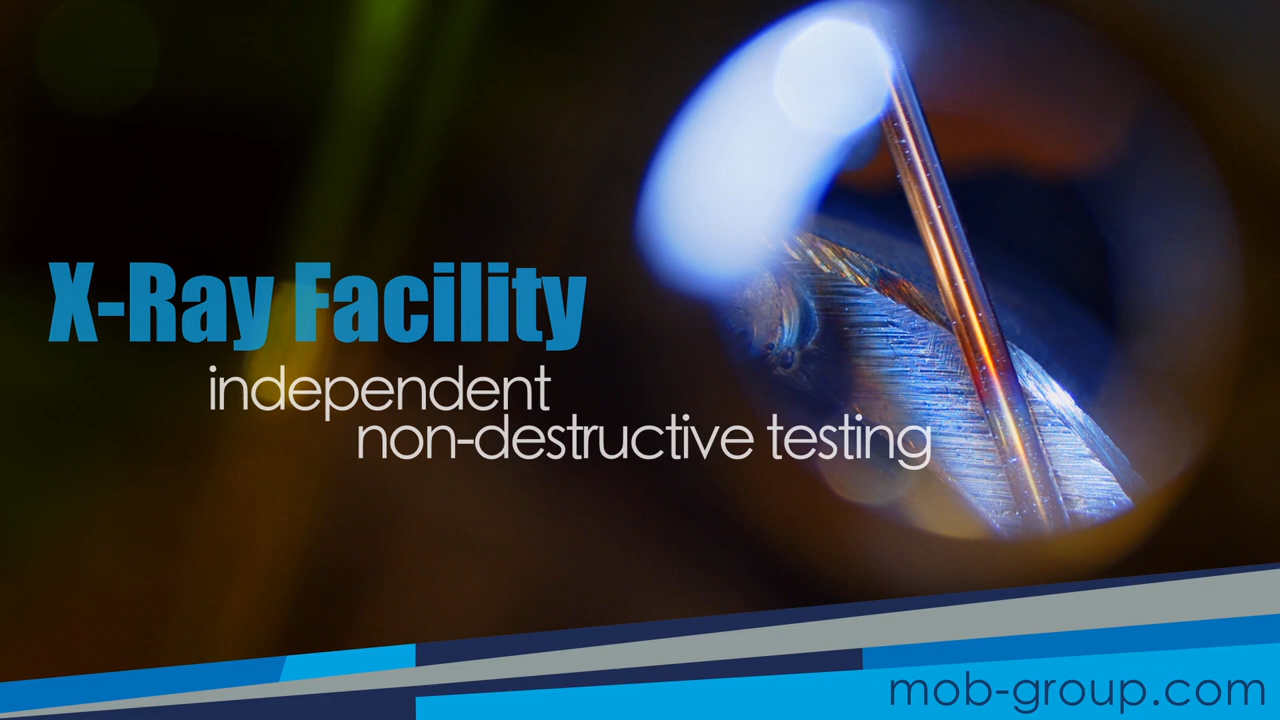 X-Ray Facility
independent
non-destructive testing
mob-group.com